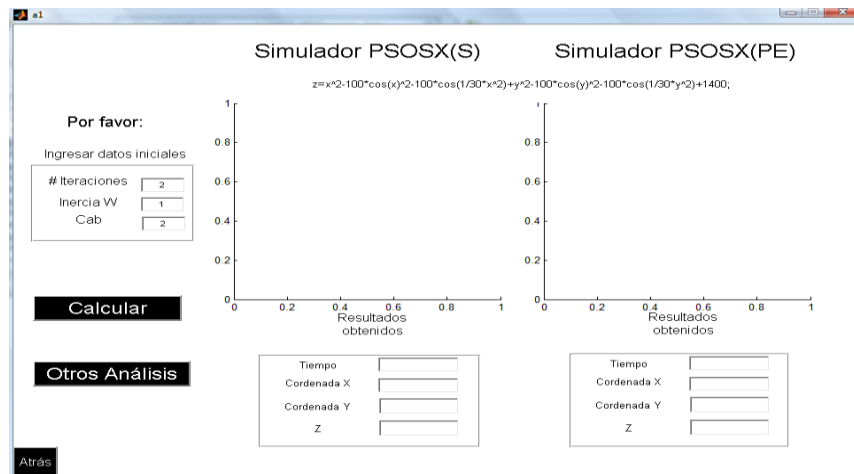 a1
Simulador PSOSX(S)
Simulador PSOSX(PE)
z=x^2-100*cos(x)^2-100*cos(1/30*x^2)+y^2-100*cos(y)^2-100*cos(1/30*y^2)+1400;
Por favor:
Ingresar datos iniciales
# Iteraciones 2
Inercia W 1
Cab 2
Calcular
Otros Análisis
Atrás
1
0.8
0.6
0.4
0.2
0
0 0.2 0.4 0.6 0.8 1
Resultados
obtenidos
Tiempo
Cordenada X
Cordenada Y
Z
1
0.8
0.6
0.4
0.2
0
0 0.2 0.4 0.6 0.8 1
Resultados
obtenidos
Tiempo
Cordenada X
Cordenada Y
Z